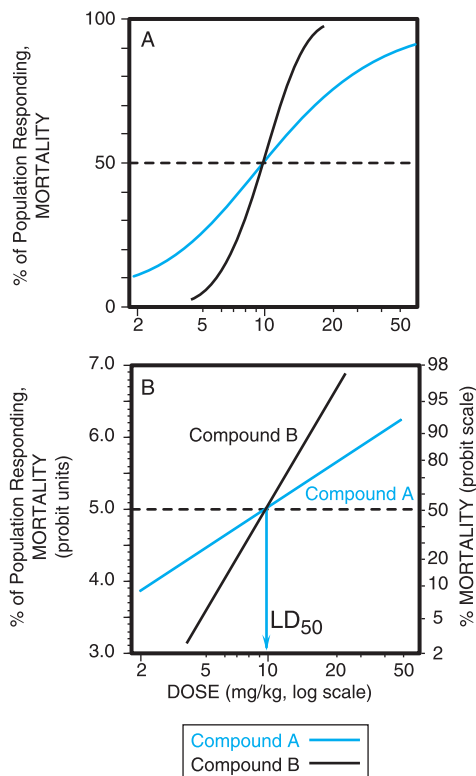 100
A
50
0
% of Population Responding,
MORTALITY
2 5 10 20 50
7.0
6.0
5.0
4.0
3.0
B
Compound B
Compound A
LD50
% of Population Responding,
MORTALITY
(probit units)
98
95
90
80
50
20
10
5
2
% MORTALITY (probit scale)
2 5 10 20 50
DOSE (mg/kg, log scale)
Compound A
Compound B